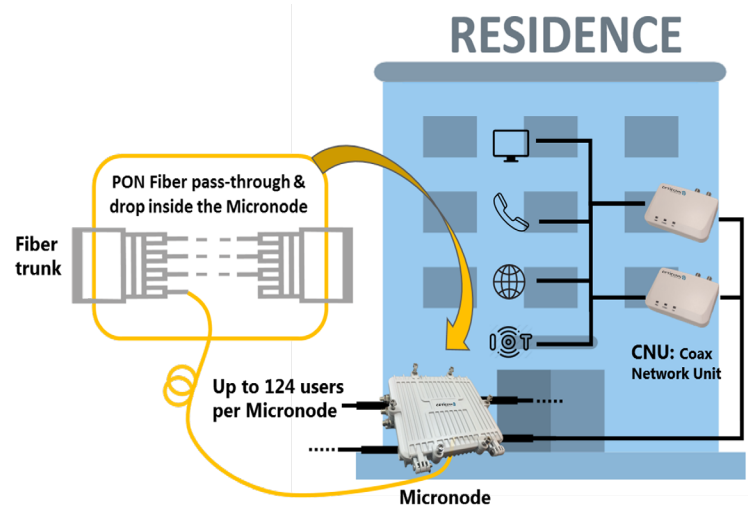 RESIDENCE
PON Fiber pass-through &
drop inside the Micronode
Fiber
trunk
Up to 124 users
per Micronode
IOT
CNU: Coax
Network Unit
Micronode